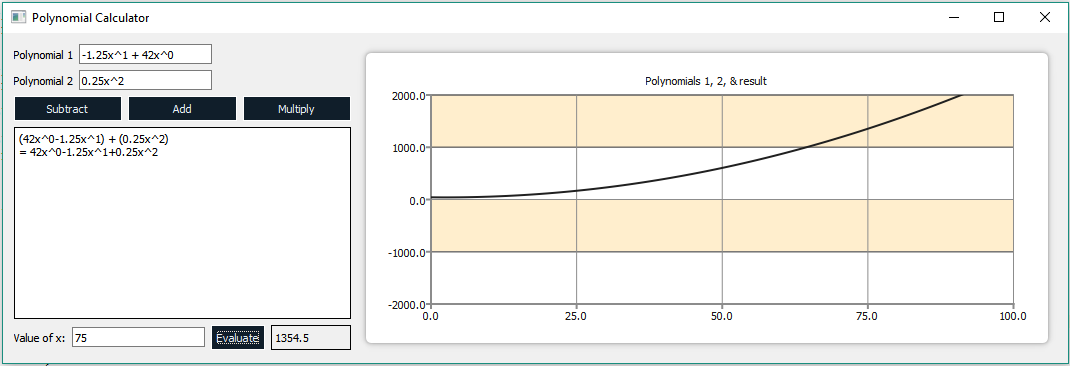 Polynomial Calculator
Polynomial 1 -1.25x^1 + 42x^0
Polynomial 2 0.25x^2
Subtract Add Multiply
(42x^0-1.25x^1) + (0.25x^2)
= 42x^0-1.25x^1+0.25x^2
Value of x: 75 Evaluate 1354.5
Polynomials 1, 2, & result
2000.0
1000.0
0.0
-1000.0
-2000.0
0.0 25.0 50.0 75.0 100.0